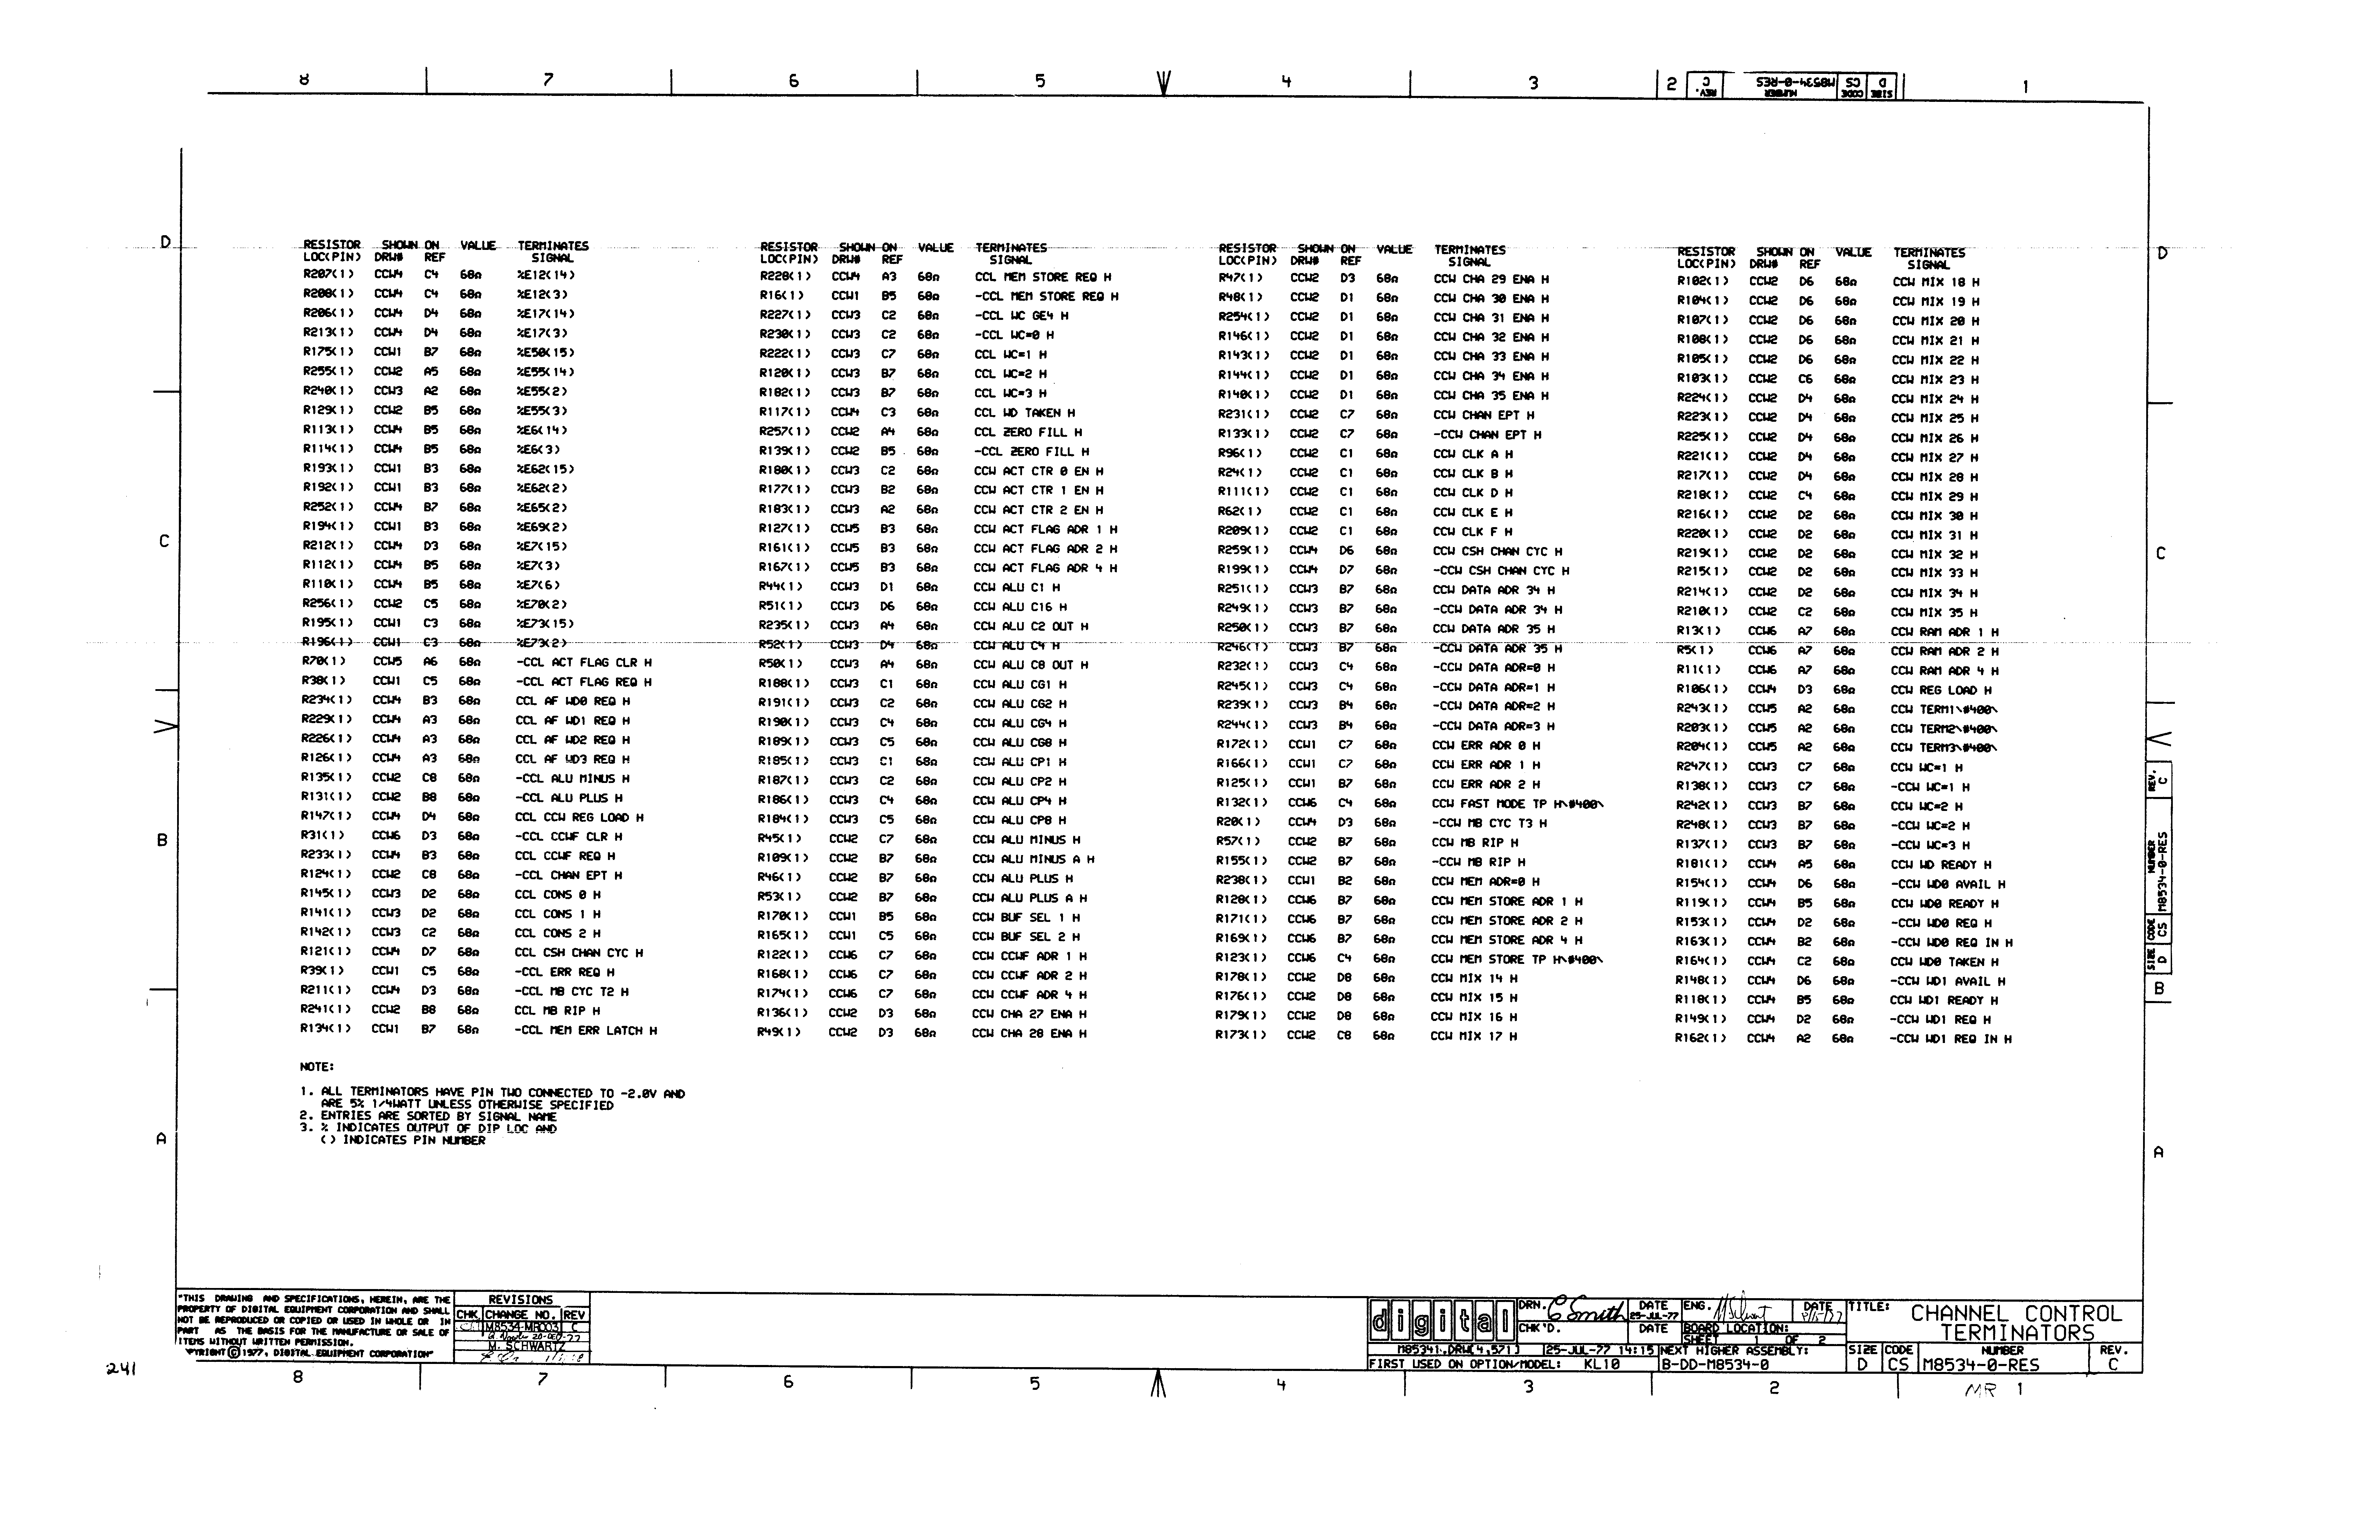 8 7 6 5 4 3 2 1
REV. C NUMBER M8534-0-RES CODE CS SIZE D
D D
RESISTOR SHOWN ON VALUE TERMINATES
LOC(PIN) DRW# REF SIGNAL
R207(1) CCW4 C4 68Ω %E12(14)
R208(1) CCW4 C4 68Ω %E12(3)
R206(1) CCW4 D4 68Ω %E17(14)
R213(1) CCW4 D4 68Ω %E17(3)
R175(1) CCW1 B7 68Ω %E50(15)
R255(1) CCW2 A5 68Ω %E55(14)
R240(1) CCW3 A2 68Ω %E55(2)
R129(1) CCW2 B5 68Ω %E55(3)
R113(1) CCW4 B5 68Ω %E6(14)
R114(1) CCW4 B5 68Ω %E6(3)
R193(1) CCW1 B3 68Ω %E62(15)
R192(1) CCW1 B3 68Ω %E62(2)
R252(1) CCW4 B7 68Ω %E65(2)
R194(1) CCW1 B3 68Ω %E69(2)
R212(1) CCW4 D3 68Ω %E7(15)
R112(1) CCW4 B5 68Ω %E7(3)
R110(1) CCW4 B5 68Ω %E7(6)
R256(1) CCW2 C5 68Ω %E70(2)
R195(1) CCW1 C3 68Ω %E73(15)
R196(1) CCW1 C3 68Ω %E73(2)
R70(1) CCW5 A6 68Ω -CCL ACT FLAG CLR H
R38(1) CCW1 C5 68Ω -CCL ACT FLAG REQ H
R234(1) CCW4 B3 68Ω CCL AF WD0 REQ H
R229(1) CCW4 A3 68Ω CCL AF WD1 REQ H
R226(1) CCW4 A3 68Ω CCL AF WD2 REQ H
R126(1) CCW4 A3 68Ω CCL AF WD3 REQ H
R135(1) CCW2 C8 68Ω -CCL ALU MINUS H
R131(1) CCW2 B8 68Ω -CCL ALU PLUS H
R147(1) CCW4 D4 68Ω CCL CCW REG LOAD H
R31(1) CCW6 D3 68Ω -CCL CCWF CLR H
R233(1) CCW4 B3 68Ω CCL CCWF REQ H
R124(1) CCW2 C8 68Ω -CCL CHAN EPT H
R145(1) CCW3 D2 68Ω CCL CONS 0 H
R141(1) CCW3 D2 68Ω CCL CONS 1 H
R142(1) CCW3 C2 68Ω CCL CONS 2 H
R121(1) CCW4 D7 68Ω CCL CSH CHAN CYC H
R39(1) CCW1 C5 68Ω -CCL ERR REQ H
R211(1) CCW4 D3 68Ω -CCL MB CYC T2 H
R241(1) CCW2 B8 68Ω CCL MB RIP H
R134(1) CCW1 B7 68Ω -CCL MEM ERR LATCH H
RESISTOR SHOWN ON VALUE TERMINATES
LOC(PIN) DRW# REF SIGNAL
R228(1) CCW4 A3 68Ω CCL MEM STORE REQ H
R16(1) CCW1 B5 68Ω -CCL MEM STORE REQ H
R227(1) CCW3 C2 68Ω -CCL WC GE4 H
R230(1) CCW3 C2 68Ω -CCL WC=0 H
R222(1) CCW3 C7 68Ω CCL WC=1 H
R120(1) CCW3 B7 68Ω CCL WC=2 H
R182(1) CCW3 B7 68Ω CCL WC=3 H
R117(1) CCW4 C3 68Ω CCL WD TAKEN H
R257(1) CCW2 A4 68Ω CCL ZERO FILL H
R139(1) CCW2 B5 68Ω -CCL ZERO FILL H
R180(1) CCW3 C2 68Ω CCW ACT CTR 0 EN H
R177(1) CCW3 B2 68Ω CCW ACT CTR 1 EN H
R183(1) CCW3 A2 68Ω CCW ACT CTR 2 EN H
R127(1) CCW5 B3 68Ω CCW ACT FLAG ADR 1 H
R161(1) CCW5 B3 68Ω CCW ACT FLAG ADR 2 H
R167(1) CCW5 B3 68Ω CCW ACT FLAG ADR 4 H
R44(1) CCW3 D1 68Ω CCW ALU C1 H
R51(1) CCW3 D6 68Ω CCW ALU C16 H
R235(1) CCW3 A4 68Ω CCW ALU C2 OUT H
R52(1) CCW3 D4 68Ω CCW ALU C4 H
R50(1) CCW3 A4 68Ω CCW ALU C8 OUT H
R188(1) CCW3 C1 68Ω CCW ALU CG1 H
R191(1) CCW3 C2 68Ω CCW ALU CG2 H
R190(1) CCW3 C4 68Ω CCW ALU CG4 H
R189(1) CCW3 C5 68Ω CCW ALU CG8 H
R185(1) CCW3 C1 68Ω CCW ALU CP1 H
R187(1) CCW3 C2 68Ω CCW ALU CP2 H
R186(1) CCW3 C4 68Ω CCW ALU CP4 H
R184(1) CCW3 C5 68Ω CCW ALU CP8 H
R45(1) CCW2 C7 68Ω CCW ALU MINUS H
R109(1) CCW2 B7 68Ω CCW ALU MINUS A H
R46(1) CCW2 B7 68Ω CCW ALU PLUS H
R53(1) CCW2 B7 68Ω CCW ALU PLUS A H
R170(1) CCW1 B5 68Ω CCW BUF SEL 1 H
R165(1) CCW1 C5 68Ω CCW BUF SEL 2 H
R122(1) CCW6 C7 68Ω CCW CCWF ADR 1 H
R168(1) CCW6 C7 68Ω CCW CCWF ADR 2 H
R174(1) CCW6 C7 68Ω CCW CCWF ADR 4 H
R136(1) CCW2 D3 68Ω CCW CHA 27 ENA H
R49(1) CCW2 D3 68Ω CCW CHA 28 ENA H
RESISTOR SHOWN ON VALUE TERMINATES
LOC(PIN) DRW# REF SIGNAL
R47(1) CCW2 D3 68Ω CCW CHA 29 ENA H
R48(1) CCW2 D1 68Ω CCW CHA 30 ENA H
R254(1) CCW2 D1 68Ω CCW CHA 31 ENA H
R146(1) CCW2 D1 68Ω CCW CHA 32 ENA H
R143(1) CCW2 D1 68Ω CCW CHA 33 ENA H
R144(1) CCW2 D1 68Ω CCW CHA 34 ENA H
R140(1) CCW2 D1 68Ω CCW CHA 35 ENA H
R231(1) CCW2 C7 68Ω CCW CHAN EPT H
R133(1) CCW2 C7 68Ω -CCW CHAN EPT H
R96(1) CCW2 C1 68Ω CCW CLK A H
R24(1) CCW2 C1 68Ω CCW CLK B H
R111(1) CCW2 C1 68Ω CCW CLK D H
R62(1) CCW2 C1 68Ω CCW CLK E H
R209(1) CCW2 C1 68Ω CCW CLK F H
R259(1) CCW4 D6 68Ω CCW CSH CHAN CYC H
R199(1) CCW4 D7 68Ω -CCW CSH CHAN CYC H
R251(1) CCW3 B7 68Ω CCW DATA ADR 34 H
R249(1) CCW3 B7 68Ω -CCW DATA ADR 34 H
R250(1) CCW3 B7 68Ω CCW DATA ADR 35 H
R246(1) CCW3 B7 68Ω -CCW DATA ADR 35 H
R232(1) CCW3 C4 68Ω -CCW DATA ADR=0 H
R245(1) CCW3 C4 68Ω -CCW DATA ADR=1 H
R239(1) CCW3 B4 68Ω -CCW DATA ADR=2 H
R244(1) CCW3 B4 68Ω -CCW DATA ADR=3 H
R172(1) CCW1 C7 68Ω CCW ERR ADR 0 H
R166(1) CCW1 C7 68Ω CCW ERR ADR 1 H
R125(1) CCW1 B7 68Ω CCW ERR ADR 2 H
R132(1) CCW6 C4 68Ω CCW FAST MODE TP H\#400\
R20(1) CCW4 D3 68Ω -CCW MB CYC T3 H
R57(1) CCW2 B7 68Ω CCW MB RIP H
R155(1) CCW2 B7 68Ω -CCW MB RIP H
R238(1) CCW1 B2 68Ω CCW MEM ADR=0 H
R128(1) CCW6 B7 68Ω CCW MEM STORE ADR 1 H
R171(1) CCW6 B7 68Ω CCW MEM STORE ADR 2 H
R169(1) CCW6 B7 68Ω CCW MEM STORE ADR 4 H
R123(1) CCW6 C4 68Ω CCW MEM STORE TP H\#400\
R178(1) CCW2 D8 68Ω CCW MIX 14 H
R176(1) CCW2 D8 68Ω CCW MIX 15 H
R179(1) CCW2 D8 68Ω CCW MIX 16 H
R173(1) CCW2 C8 68Ω CCW MIX 17 H
RESISTOR SHOWN ON VALUE TERMINATES
LOC(PIN) DRW# REF SIGNAL
R102(1) CCW2 D6 68Ω CCW MIX 18 H
R104(1) CCW2 D6 68Ω CCW MIX 19 H
R107(1) CCW2 D6 68Ω CCW MIX 20 H
R108(1) CCW2 D6 68Ω CCW MIX 21 H
R105(1) CCW2 D6 68Ω CCW MIX 22 H
R103(1) CCW2 C6 68Ω CCW MIX 23 H
R224(1) CCW2 D4 68Ω CCW MIX 24 H
R223(1) CCW2 D4 68Ω CCW MIX 25 H
R225(1) CCW2 D4 68Ω CCW MIX 26 H
R221(1) CCW2 D4 68Ω CCW MIX 27 H
R217(1) CCW2 D4 68Ω CCW MIX 28 H
R218(1) CCW2 C4 68Ω CCW MIX 29 H
R216(1) CCW2 D2 68Ω CCW MIX 30 H
R220(1) CCW2 D2 68Ω CCW MIX 31 H
R219(1) CCW2 D2 68Ω CCW MIX 32 H
R215(1) CCW2 D2 68Ω CCW MIX 33 H
R214(1) CCW2 D2 68Ω CCW MIX 34 H
R210(1) CCW2 C2 68Ω CCW MIX 35 H
R13(1) CCW6 A7 68Ω CCW RAM ADR 1 H
R5(1) CCW6 A7 68Ω CCW RAM ADR 2 H
R11(1) CCW6 A7 68Ω CCW RAM ADR 4 H
R106(1) CCW4 D3 68Ω CCW REG LOAD H
R243(1) CCW5 A2 68Ω CCW TERM1\#400\
R203(1) CCW5 A2 68Ω CCW TERM2\#400\
R204(1) CCW5 A2 68Ω CCW TERM3\#400\
R247(1) CCW3 C7 68Ω CCW WC=1 H
R138(1) CCW3 C7 68Ω -CCW WC=1 H
R242(1) CCW3 B7 68Ω CCW WC=2 H
R248(1) CCW3 B7 68Ω -CCW WC=2 H
R137(1) CCW3 B7 68Ω -CCW WC=3 H
R181(1) CCW4 A5 68Ω CCW WD READY H
R154(1) CCW4 D6 68Ω -CCW WD0 AVAIL H
R119(1) CCW4 B5 68Ω CCW WD0 READY H
R153(1) CCW4 D2 68Ω -CCW WD0 REQ H
R163(1) CCW4 B2 68Ω -CCW WD0 REQ IN H
R164(1) CCW4 C2 68Ω CCW WD0 TAKEN H
R148(1) CCW4 D6 68Ω -CCW WD1 AVAIL H
R118(1) CCW4 B5 68Ω CCW WD1 READY H
R149(1) CCW4 D2 68Ω -CCW WD1 REQ H
R162(1) CCW4 A2 68Ω -CCW WD1 REQ IN H
C C
B B
A A
SIZE D CODE CS NUMBER M8534-0-RES REV. C
NOTE:
1. ALL TERMINATORS HAVE PIN TWO CONNECTED TO -2.0V AND
ARE 5% 1/4WATT UNLESS OTHERWISE SPECIFIED
2. ENTRIES ARE SORTED BY SIGNAL NAME
3. % INDICATES OUTPUT OF DIP LOC AND
() INDICATES PIN NUMBER
"THIS DRAWING AND SPECIFICATIONS, HEREIN, ARE THE
PROPERTY OF DIGITAL EQUIPMENT CORPORATION AND SHALL
NOT BE REPRODUCED OR COPIED OR USED IN WHOLE OR IN
PART AS THE BASIS FOR THE MANUFACTURE OR SALE OF
ITEMS WITHOUT WRITTEN PERMISSION.
"PYRIGHT © 1977, DIGITAL EQUIPMENT CORPORATION"
REVISIONS
CHK CHANGE NO. REV
M8534-MR003 C
20-DEC-77
M. SCHWARTZ
digital
DRN. C Smith DATE 25-JUL-77 ENG. DATE
CHK'D. DATE BOARD LOCATION:
SHEET 1 OF 2
M85341.DRW[4,571] 25-JUL-77 14:15 NEXT HIGHER ASSEMBLY:
FIRST USED ON OPTION/MODEL: KL10 B-DD-M8534-0
TITLE: CHANNEL CONTROL
TERMINATORS
SIZE CODE NUMBER REV.
D CS M8534-0-RES C
241
8 7 6 5 4 3 2 MR 1